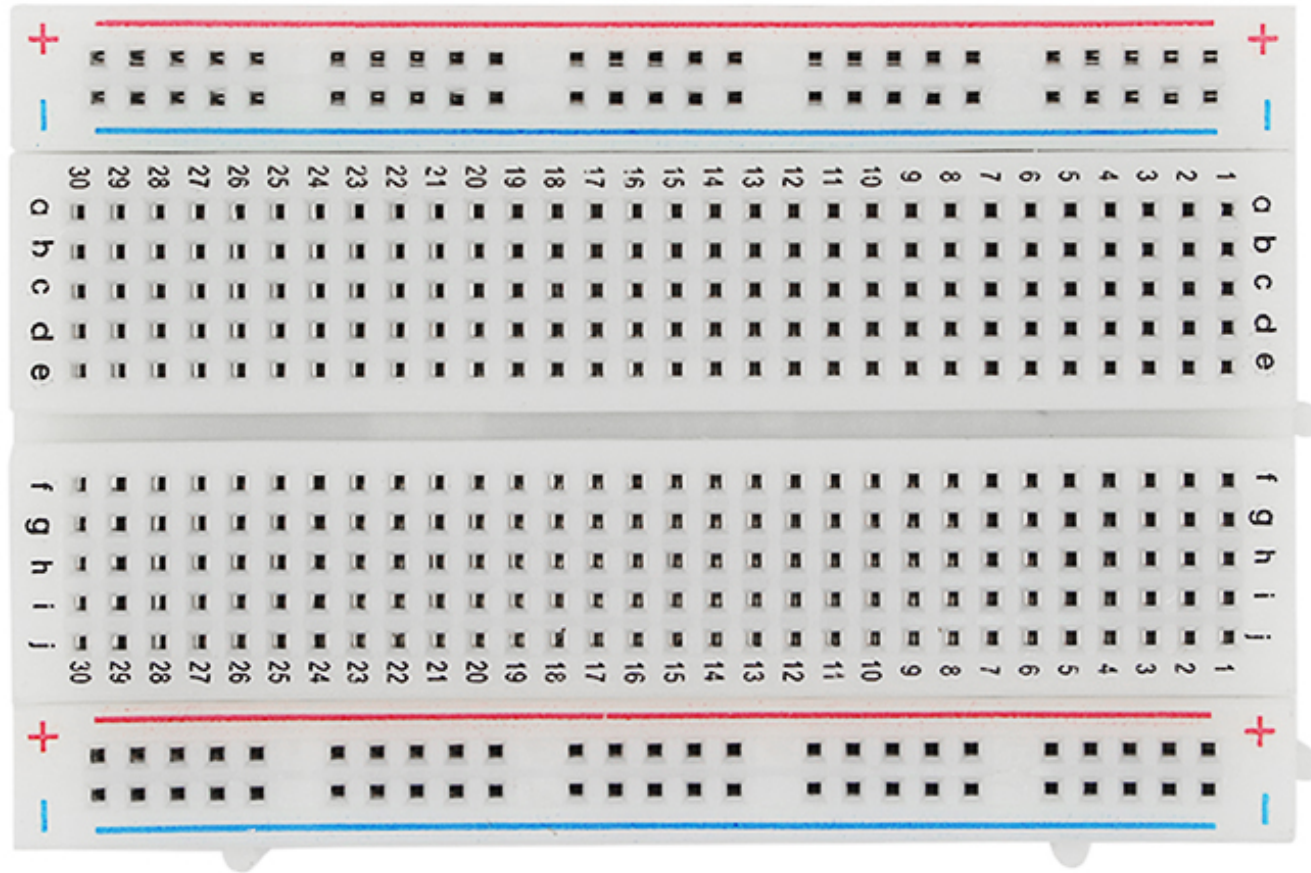 + +
− −
30 29 28 27 26 25 24 23 22 21 20 19 18 17 16 15 14 13 12 11 10 9 8 7 6 5 4 3 2 1
a a
b b
c c
d d
e e
f f
g g
h h
i i
j j
30 29 28 27 26 25 24 23 22 21 20 19 18 17 16 15 14 13 12 11 10 9 8 7 6 5 4 3 2 1
+ +
− −